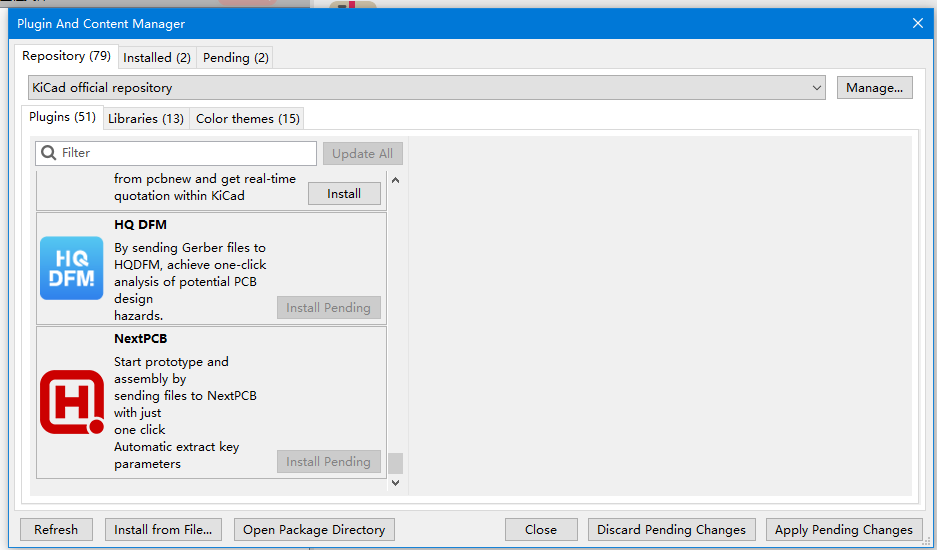 Plugin And Content Manager
Repository (79)
Installed (2)
Pending (2)
KiCad official repository
Manage...
Plugins (51)
Libraries (13)
Color themes (15)
Filter
Update All
from pcbnew and get real-time
quotation within KiCad
Install
HQ DFM
By sending Gerber files to
HQDFM, achieve one-click
analysis of potential PCB
design
hazards.
HQ
DFM
Install Pending
NextPCB
Start prototype and
assembly by
sending files to NextPCB
with just
one click
Automatic extract key
parameters
H
Install Pending
Refresh
Install from File...
Open Package Directory
Close
Discard Pending Changes
Apply Pending Changes